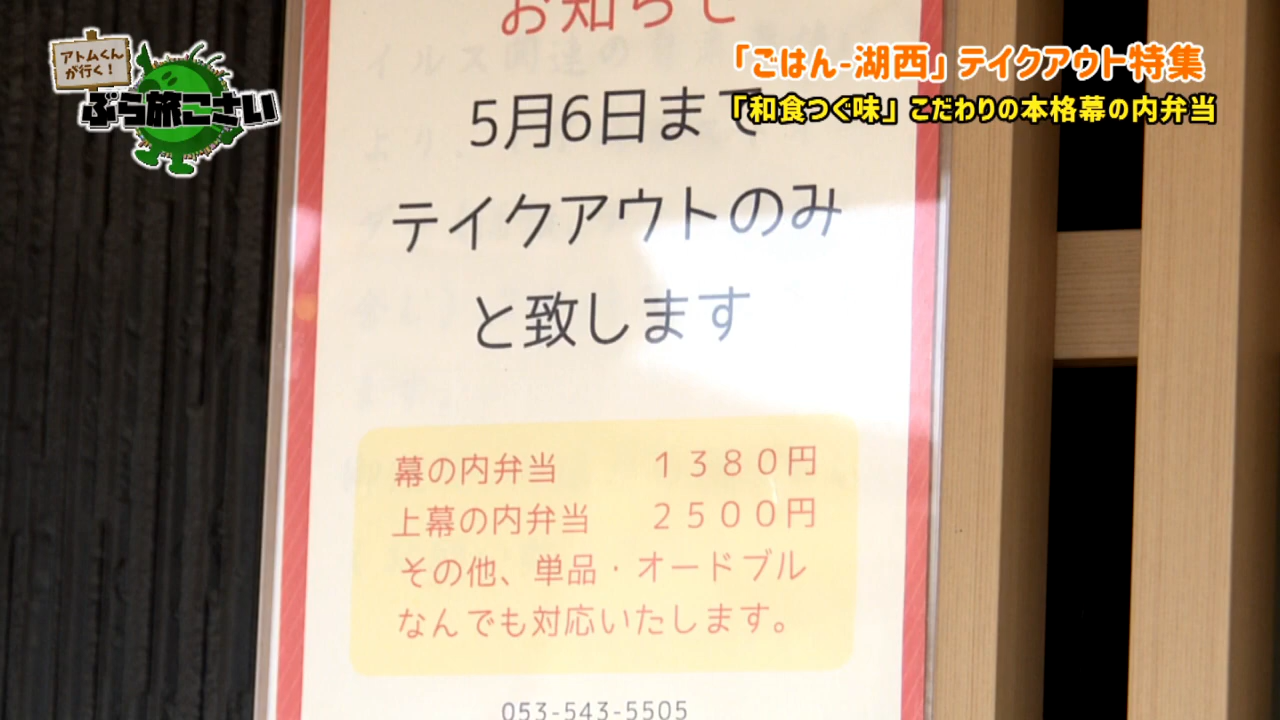 アトムくん
が行く!
ぶら旅こさい
「ごはん-湖西」テイクアウト特集
「和食つぐ味」こだわりの本格幕の内弁当
お知らせ
5月6日まで
テイクアウトのみ
と致します
幕の内弁当 1380円
上幕の内弁当 2500円
その他、単品・オードブル
なんでも対応いたします。
053-543-5505